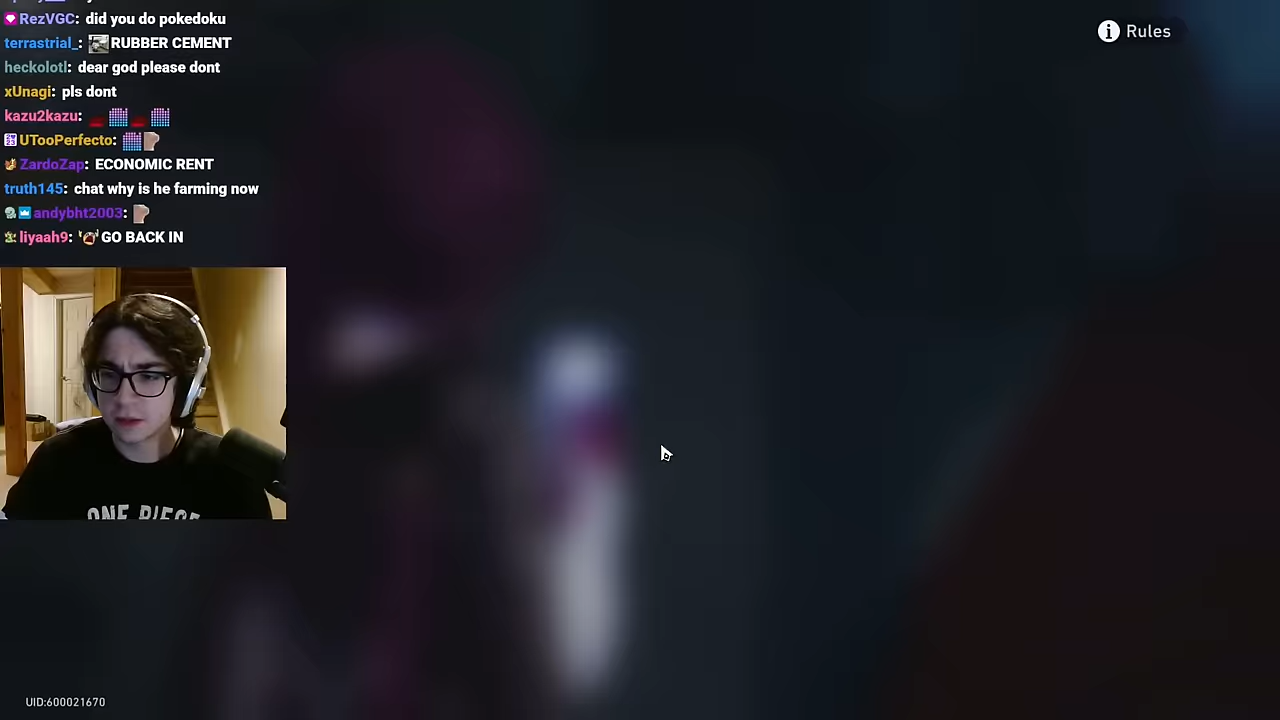 RezVGC: did you do pokedoku
terrastrial_: RUBBER CEMENT
heckolotl: dear god please dont
xUnagi: pls dont
kazu2kazu:
UTooPerfecto:
ZardoZap: ECONOMIC RENT
truth145: chat why is he farming now
andybht2003:
liyaah9: GO BACK IN
Rules
ONE PIECE
UID:600021670